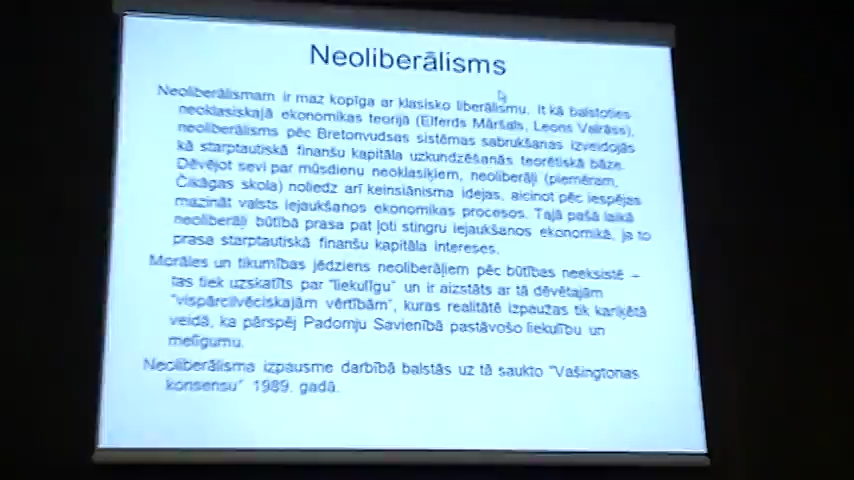 Neoliberālisms
Neoliberālismam ir maz kopīga ar klasisko liberālismu. It kā balstoties
neoklasiskajā ekonomikas teorijā (Elferds Māršals, Leons Valrāss),
neoliberālisms pēc Bretonvudsas sistēmas sabrukšanas izveidojās
kā starptautiskā finanšu kapitāla uzkundzēšanās teorētiskā bāze.
Dēvējot sevi par mūsdienu neoklasiķiem, neoliberāļi (piemēram,
Čikāgas skola) noliedz arī keinsiānisma idejas, aicinot pēc iespējas
mazināt valsts iejaukšanos ekonomikas procesos. Tajā pašā laikā
neoliberāļi būtībā prasa pat ļoti stingru iejaukšanos ekonomikā, ja to
prasa starptautiskā finanšu kapitāla intereses.
Morāles un tikumības jēdziens neoliberāļiem pēc būtības neeksistē –
tas tiek uzskatīts par "liekulīgu" un ir aizstāts ar tā dēvētajām
"vispārcilvēciskajām vērtībām", kuras realitātē izpaužas tik kariķētā
veidā, ka pārspēj Padomju Savienībā pastāvošo liekulību un
melīgumu.
Neoliberālisma izpausme darbībā balstās uz tā saukto "Vašingtonas
konsensu" 1989. gadā.